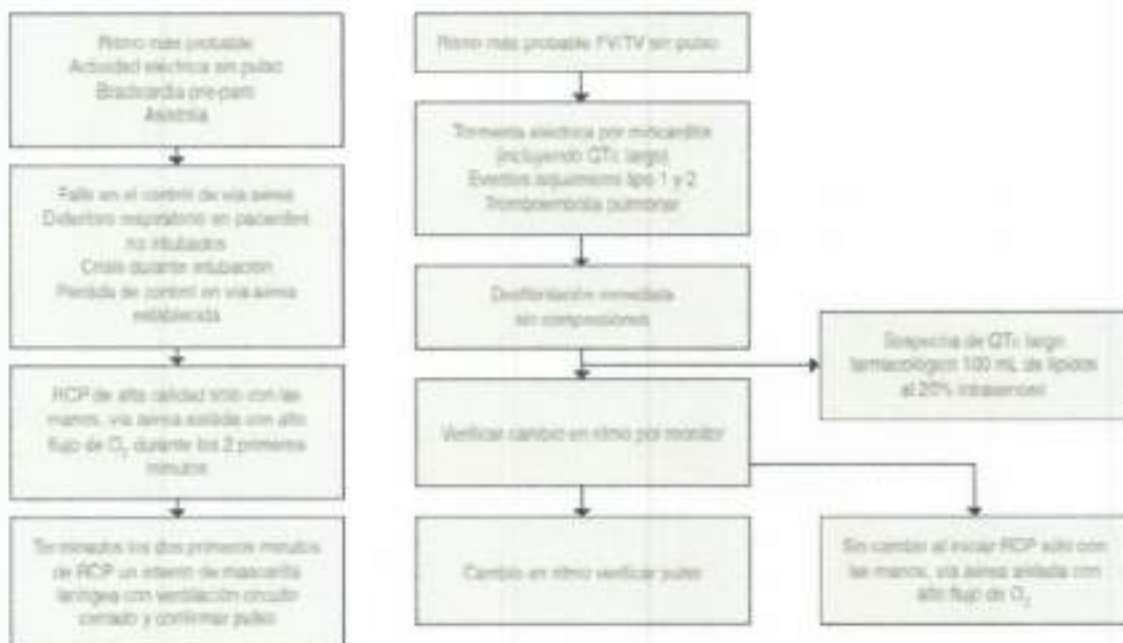 Ritmo más probable
Actividad eléctrica sin pulso
Bradicardia pre-paro
Asistolia
Falla en el control de vía aérea
Deterioro respiratorio en pacientes
no intubados
Crisis durante intubación
Pérdida de control en vía aérea
establecida
RCP de alta calidad sólo con las
manos, vía aérea aislada con alto
flujo de O2 durante los 2 primeros
minutos
Terminados los dos primeros minutos
de RCP un intento de mascarilla
laríngea con ventilación circuito
cerrado y confirmar pulso
Ritmo más probable FV/TV sin pulso
Tormenta eléctrica por miocarditis
(incluyendo QTc largo)
Eventos isquémicos tipo 1 y 2
Tromboembolia pulmonar
Desfibrilación inmediata
sin compresiones
Sospecha de QTc largo
farmacológico 100 mL de lípidos
al 20% intravenoso
Verificar cambio en ritmo por monitor
Cambio en ritmo verificar pulso
Sin cambio al iniciar RCP sólo con
las manos, vía aérea aislada con
alto flujo de O2